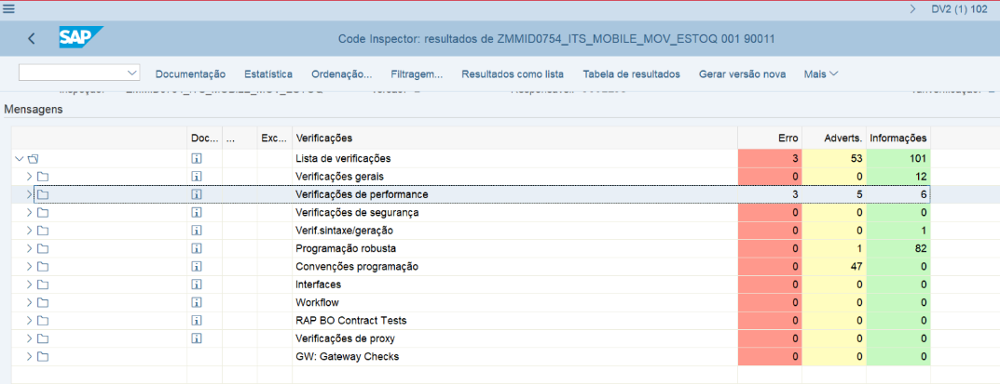 DV2 (1) 102
SAP
Code Inspector: resultados de ZMMID0754_ITS_MOBILE_MOV_ESTOQ 001 90011
Documentação Estatística Ordenação... Filtragem... Resultados como lista Tabela de resultados Gerar versão nova Mais
Mensagens
Doc... ... Exc... Verificações Erro Adverts. Informações
Lista de verificações 3 53 101
Verificações gerais 0 0 12
Verificações de performance 3 5 6
Verificações de segurança 0 0 0
Verif.sintaxe/geração 0 0 1
Programação robusta 0 1 82
Convenções programação 0 47 0
Interfaces 0 0 0
Workflow 0 0 0
RAP BO Contract Tests 0 0 0
Verificações de proxy 0 0 0
GW: Gateway Checks 0 0 0